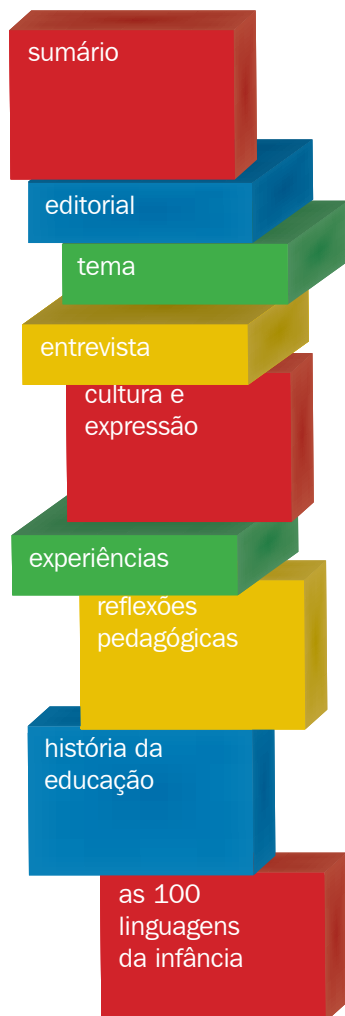 sumário
editorial
tema
entrevista
cultura e
expressão
experiências
reflexões
pedagógicas
história da
educação
as 100
linguagens
da infância